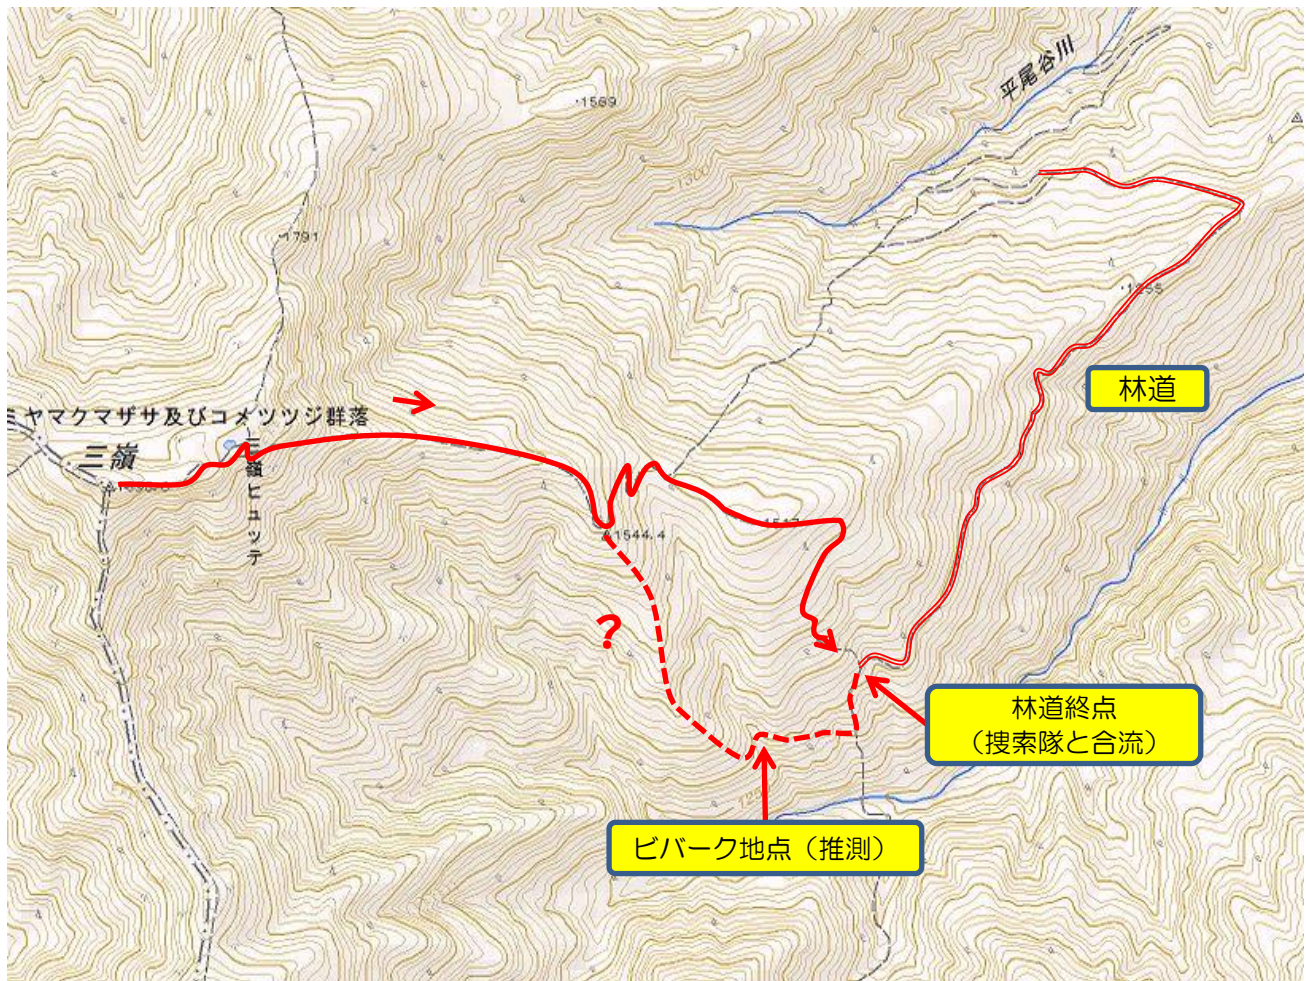 平尾谷川
・1569
1300
・1791
林道
ミヤマクマザサ及びコメツツジ群落
三嶺
三嶺ヒュッテ
1517
1544.4
?
林道終点
（捜索隊と合流）
ビバーク地点（推測）